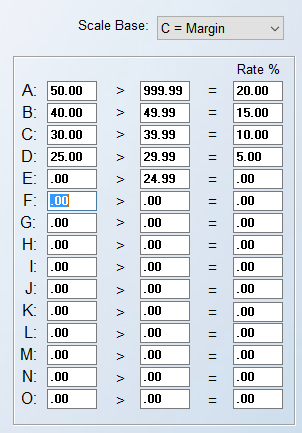 Scale Base: C = Margin
Rate %
A: 50.00 > 999.99 = 20.00
B: 40.00 > 49.99 = 15.00
C: 30.00 > 39.99 = 10.00
D: 25.00 > 29.99 = 5.00
E: .00 > 24.99 = .00
F: .00 > .00 = .00
G: .00 > .00 = .00
H: .00 > .00 = .00
I: .00 > .00 = .00
J: .00 > .00 = .00
K: .00 > .00 = .00
L: .00 > .00 = .00
M: .00 > .00 = .00
N: .00 > .00 = .00
O: .00 > .00 = .00